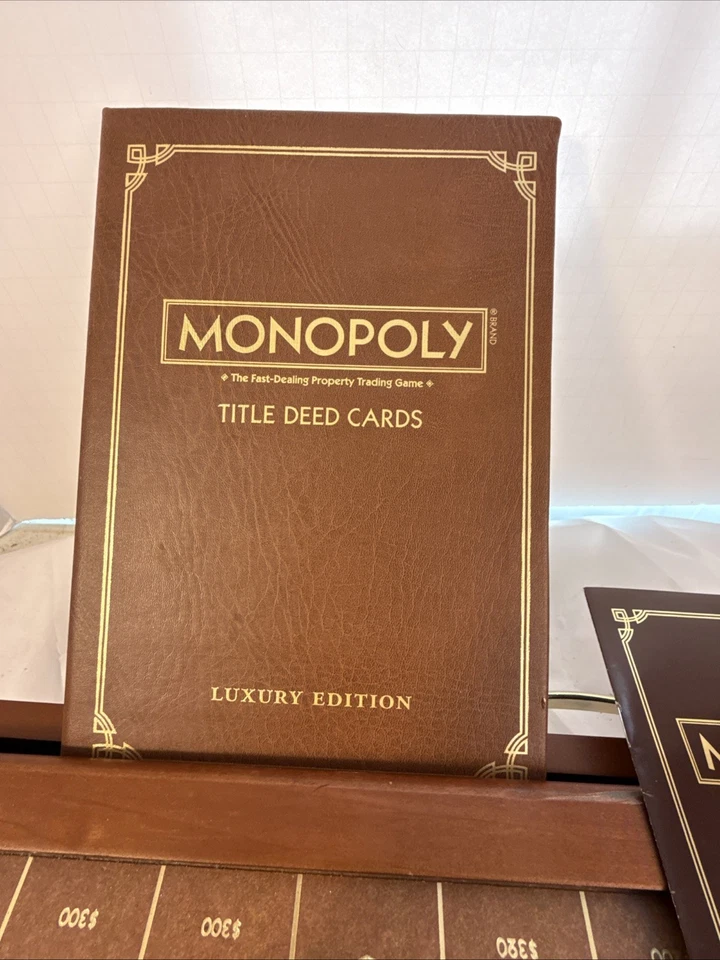 MONOPOLY
® BRAND
The Fast-Dealing Property Trading Game
TITLE DEED CARDS
LUXURY EDITION
$300
$300
$320